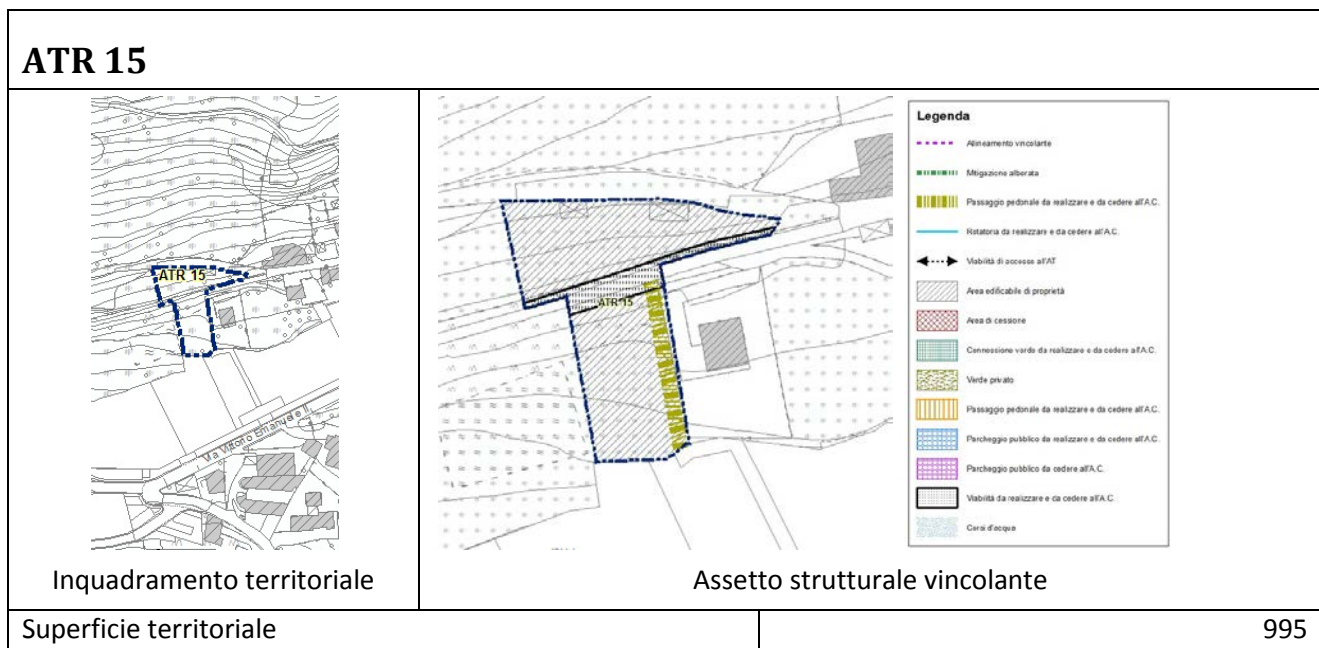 ATR 15
ATR 15
Via Vittorio Emanuele II
Inquadramento territoriale
ATR 15
Legenda
Allineamento vincolante
Mitigazione alberata
Passaggio pedonale da realizzare e da cedere all'A.C.
Rotatoria da realizzare e da cedere all'A.C.
Viabilità di accesso all'AT
Area edificabile di proprietà
Area di cessione
Connessione verde da realizzare e da cedere all'A.C.
Verde privato
Passaggio pedonale da realizzare e da cedere all'A.C.
Parcheggio pubblico da realizzare e da cedere all'A.C.
Parcheggio pubblico da cedere all'A.C.
Viabilità da realizzare e da cedere all'A.C.
Corsi d'acqua
Assetto strutturale vincolante
Superficie territoriale 995